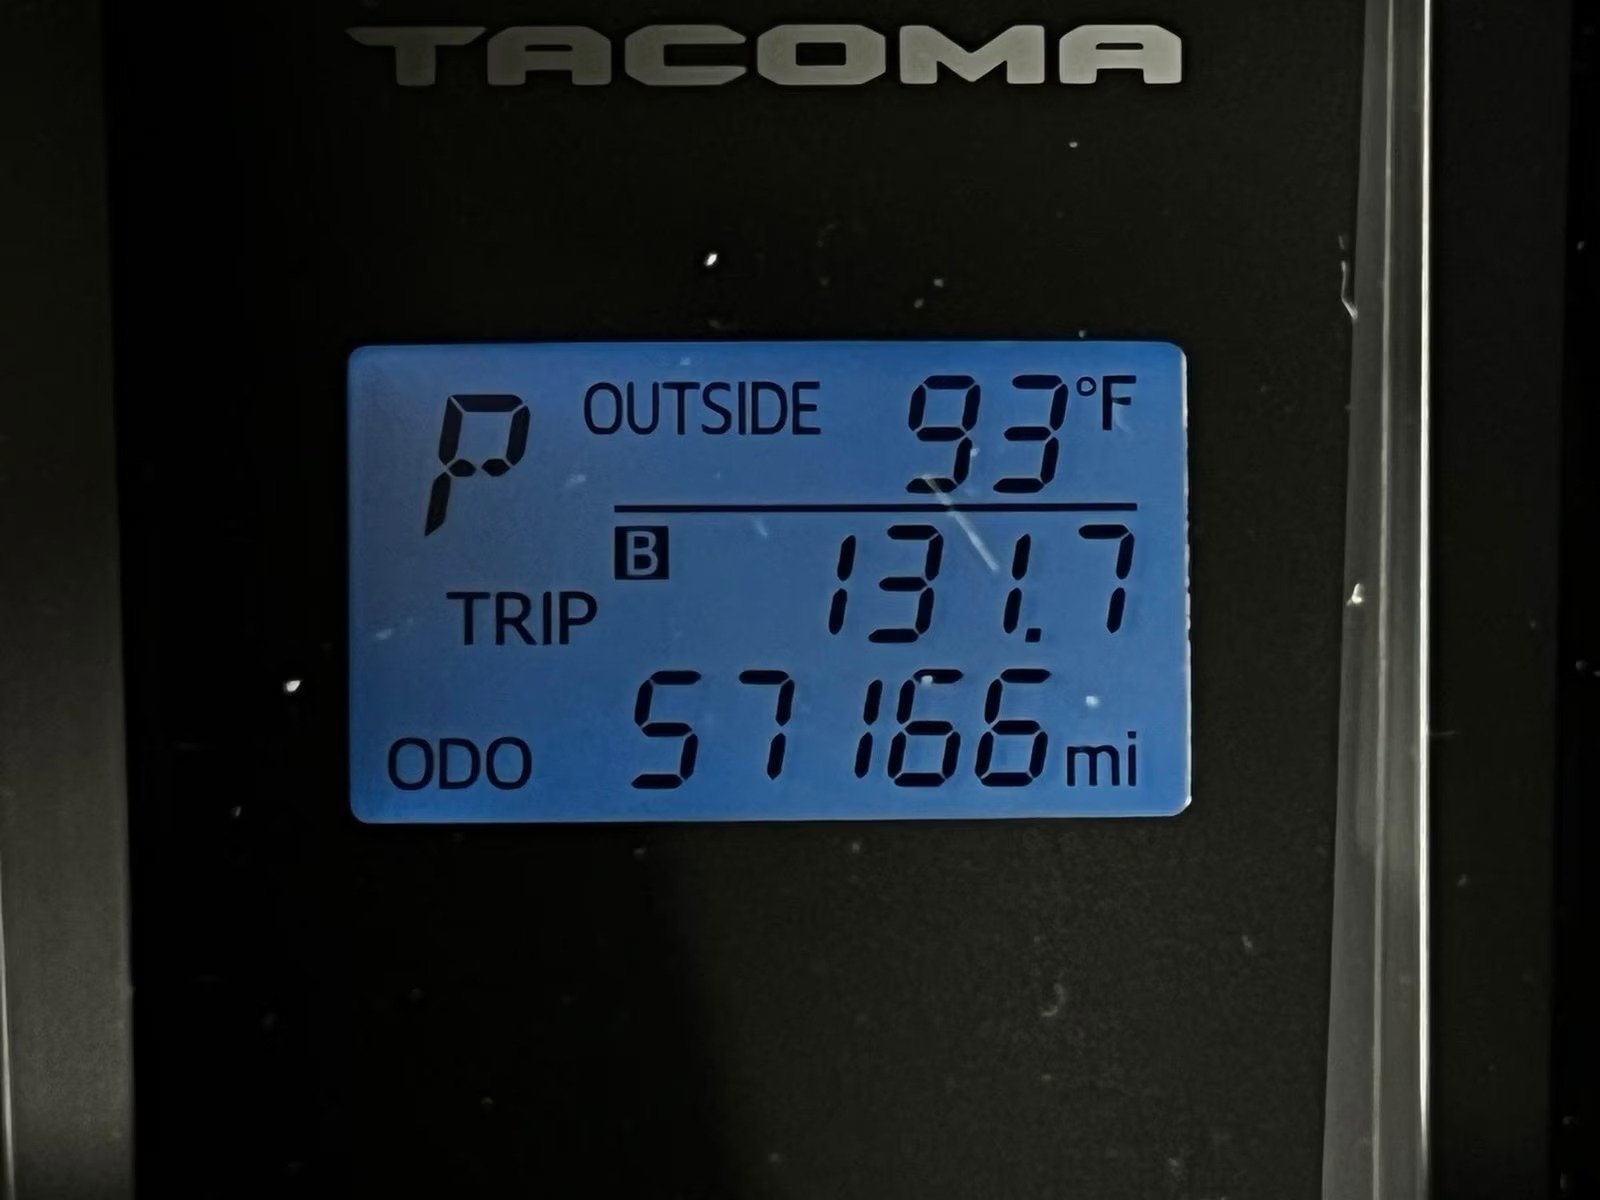 TACOMA
P OUTSIDE 93°F
TRIP B 131.7
ODO 57166 mi